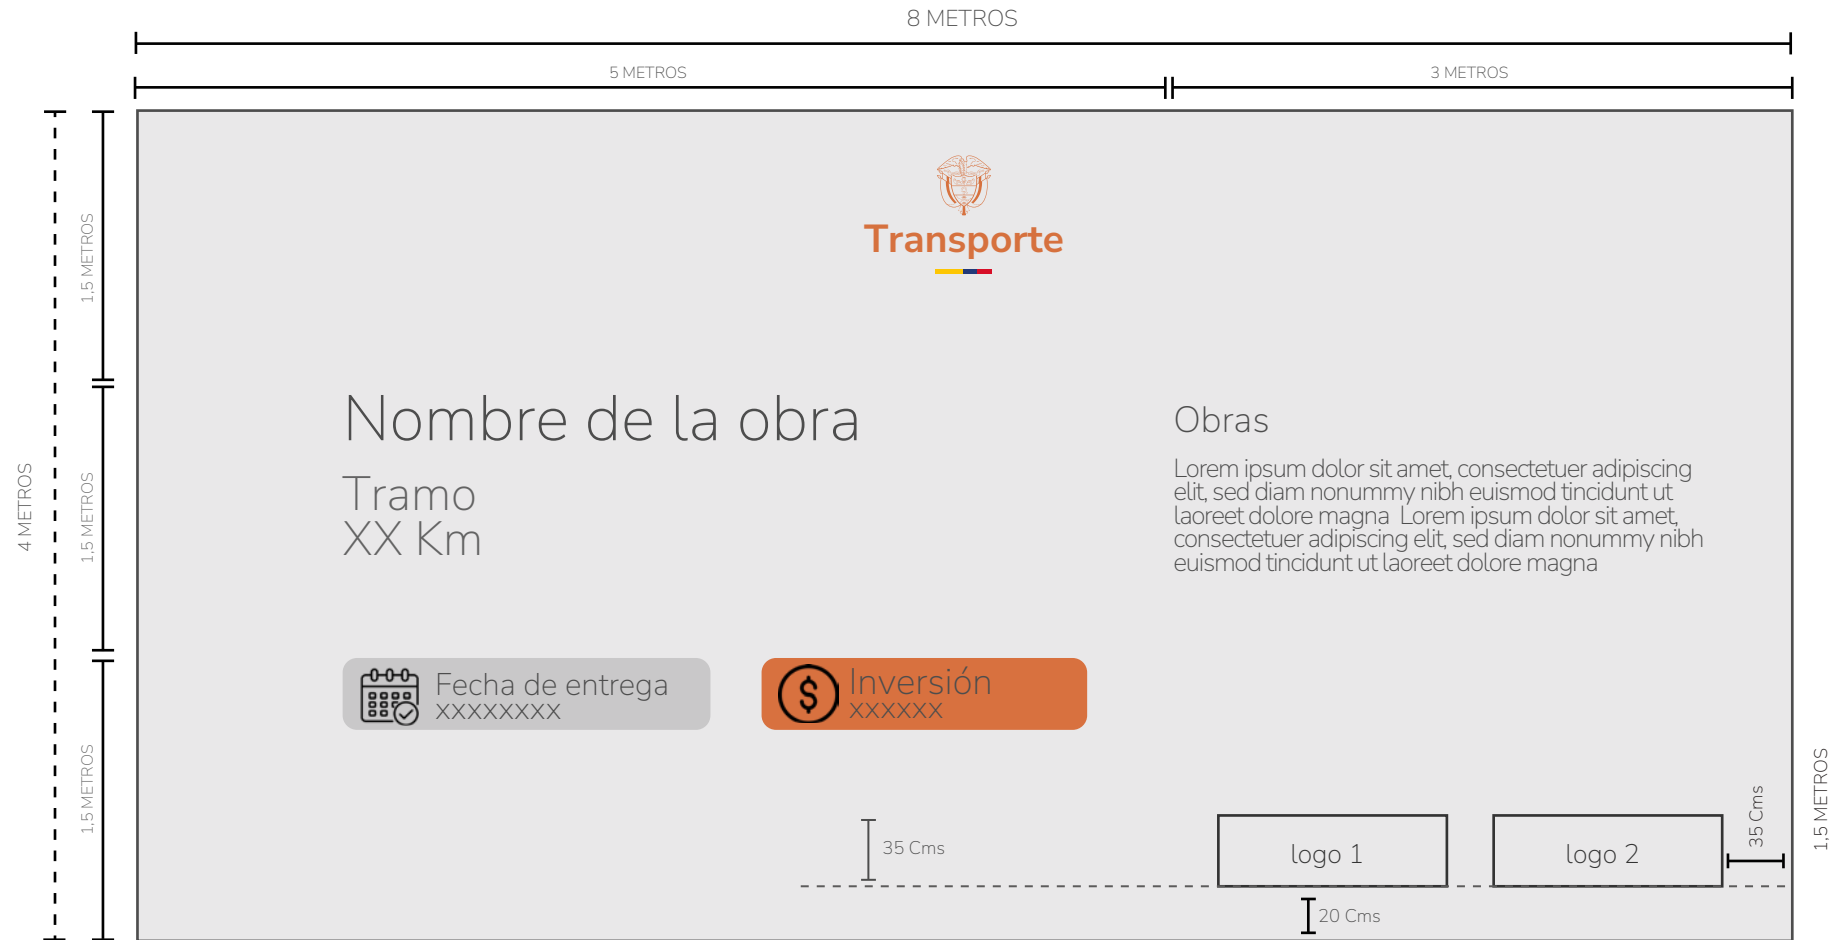 8 METROS
5 METROS
3 METROS
4 METROS
1,5 METROS
1,5 METROS
1,5 METROS
Transporte
Nombre de la obra
Tramo
XX Km
Obras
Lorem ipsum dolor sit amet, consectetuer adipiscing
elit, sed diam nonummy nibh euismod tincidunt ut
laoreet dolore magna Lorem ipsum dolor sit amet,
consectetuer adipiscing elit, sed diam nonummy nibh
euismod tincidunt ut laoreet dolore magna
Fecha de entrega
xxxxxxxx
$
Inversión
xxxxxx
35 Cms
logo 1
logo 2
35 Cms
1,5 METROS
20 Cms